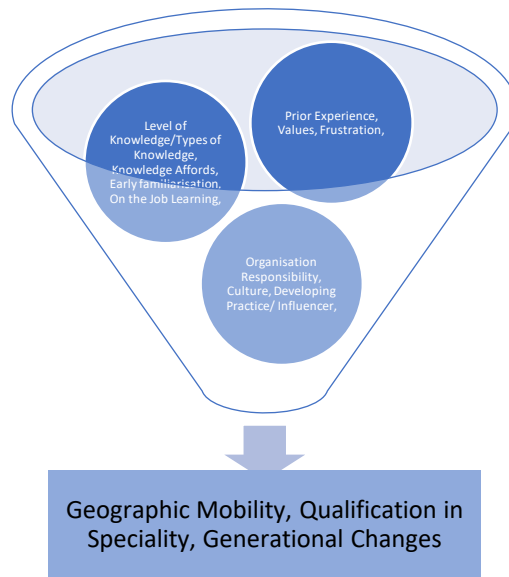 Level of
Knowledge/Types of
Knowledge,
Knowledge Affords,
Early familiarisation,
On the Job Learning,
Prior Experience,
Values, Frustration,
Organisation
Responsibility,
Culture, Developing
Practice/ Influencer,
Geographic Mobility, Qualification in
Speciality, Generational Changes